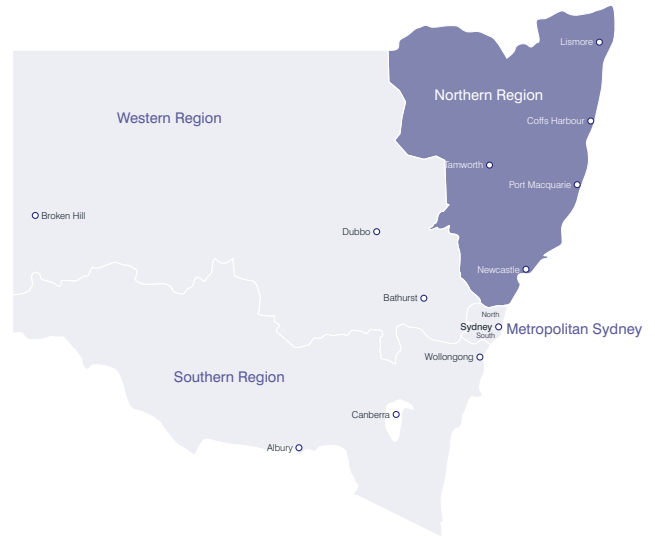 Lismore
Northern Region
Western Region
Coffs Harbour
Tamworth
Port Macquarie
Broken Hill
Dubbo
Newcastle
Bathurst
North
Sydney
Metropolitan Sydney
South
Wollongong
Southern Region
Canberra
Albury